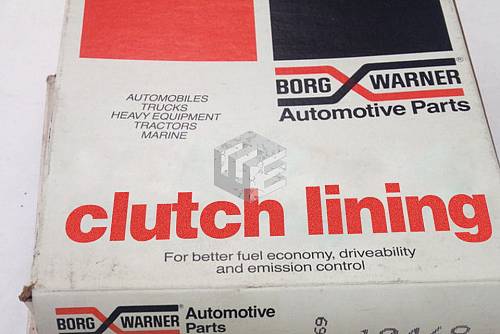 BORG WARNER®
Automotive Parts
AUTOMOBILES
TRUCKS
HEAVY EQUIPMENT
TRACTORS
MARINE
clutch lining
For better fuel economy, driveability
and emission control
BORG WARNER
Automotive
Parts
69